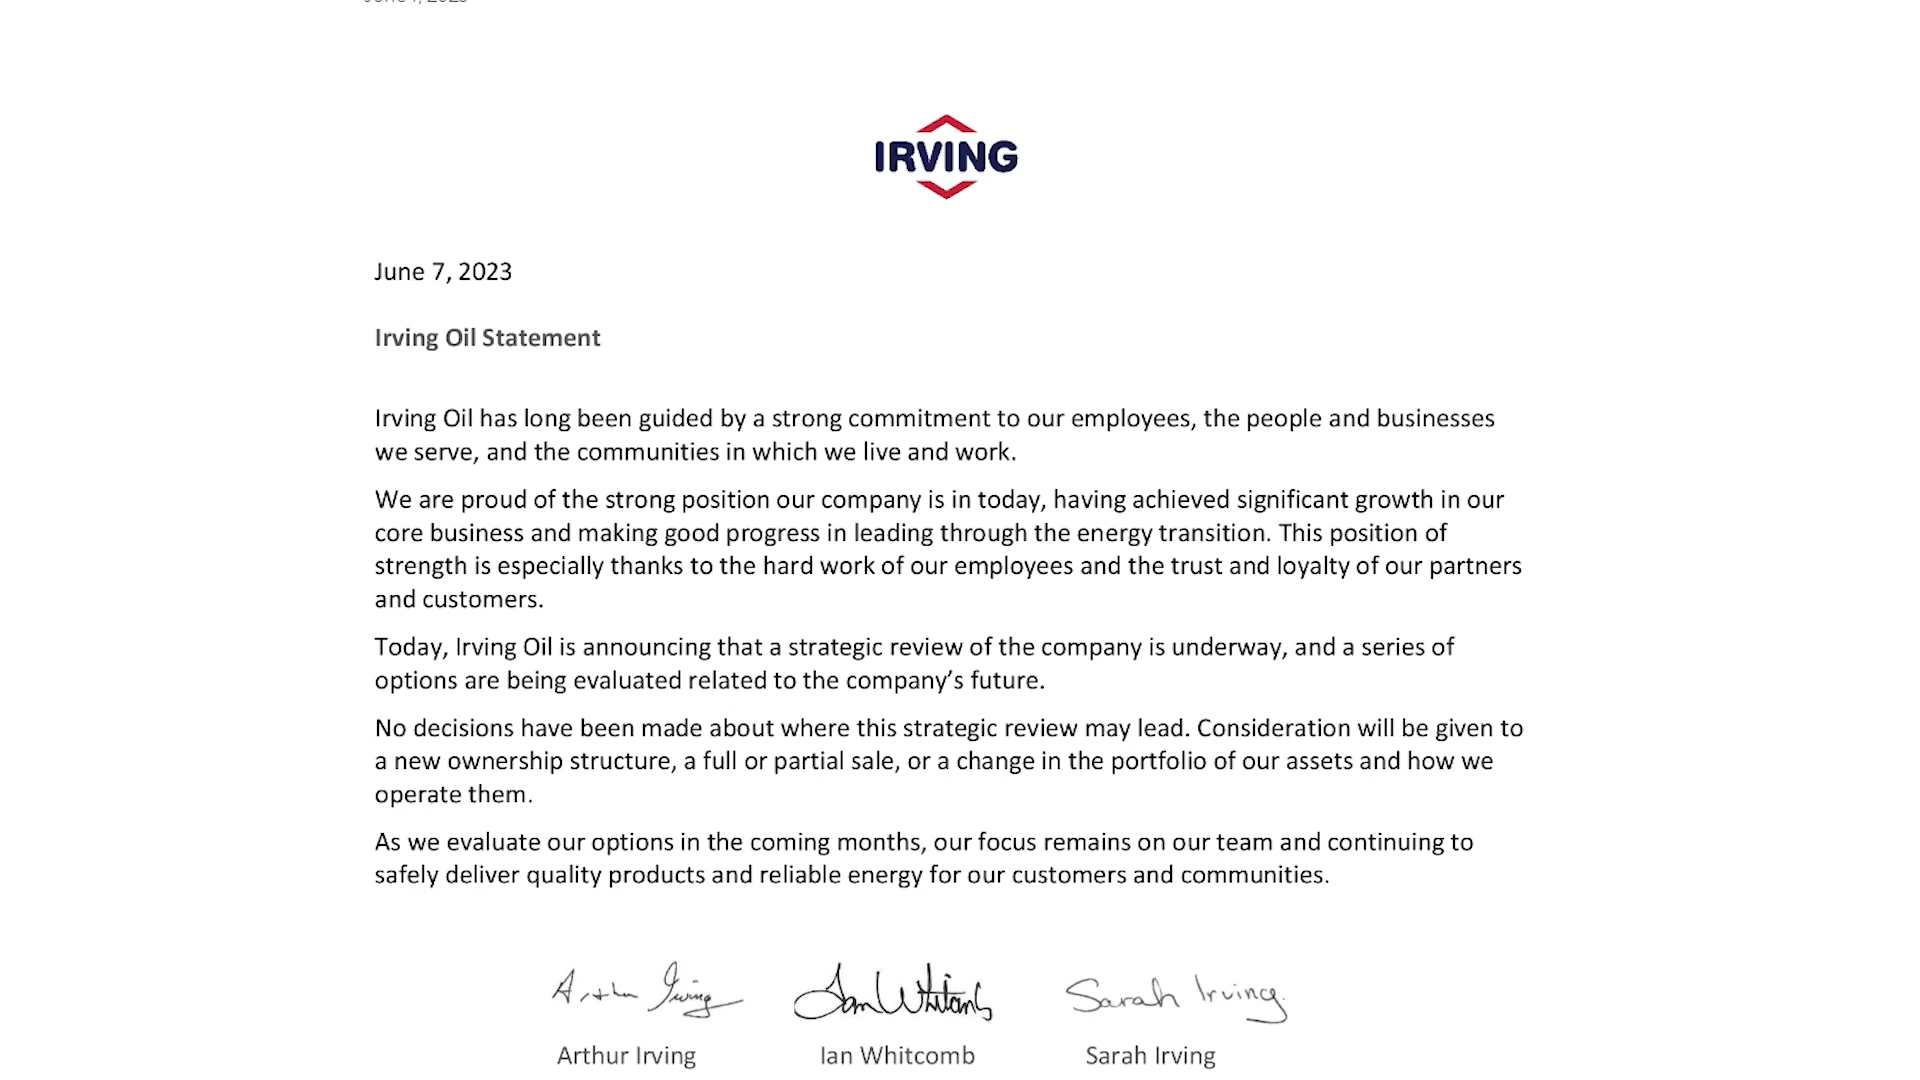 IRVING
June 7, 2023
Irving Oil Statement
Irving Oil has long been guided by a strong commitment to our employees, the people and businesses
we serve, and the communities in which we live and work.
We are proud of the strong position our company is in today, having achieved significant growth in our
core business and making good progress in leading through the energy transition. This position of
strength is especially thanks to the hard work of our employees and the trust and loyalty of our partners
and customers.
Today, Irving Oil is announcing that a strategic review of the company is underway, and a series of
options are being evaluated related to the company’s future.
No decisions have been made about where this strategic review may lead. Consideration will be given to
a new ownership structure, a full or partial sale, or a change in the portfolio of our assets and how we
operate them.
As we evaluate our options in the coming months, our focus remains on our team and continuing to
safely deliver quality products and reliable energy for our customers and communities.
Arthur Irving Ian Whitcomb Sarah Irving
Arthur Irving Ian Whitcomb Sarah Irving